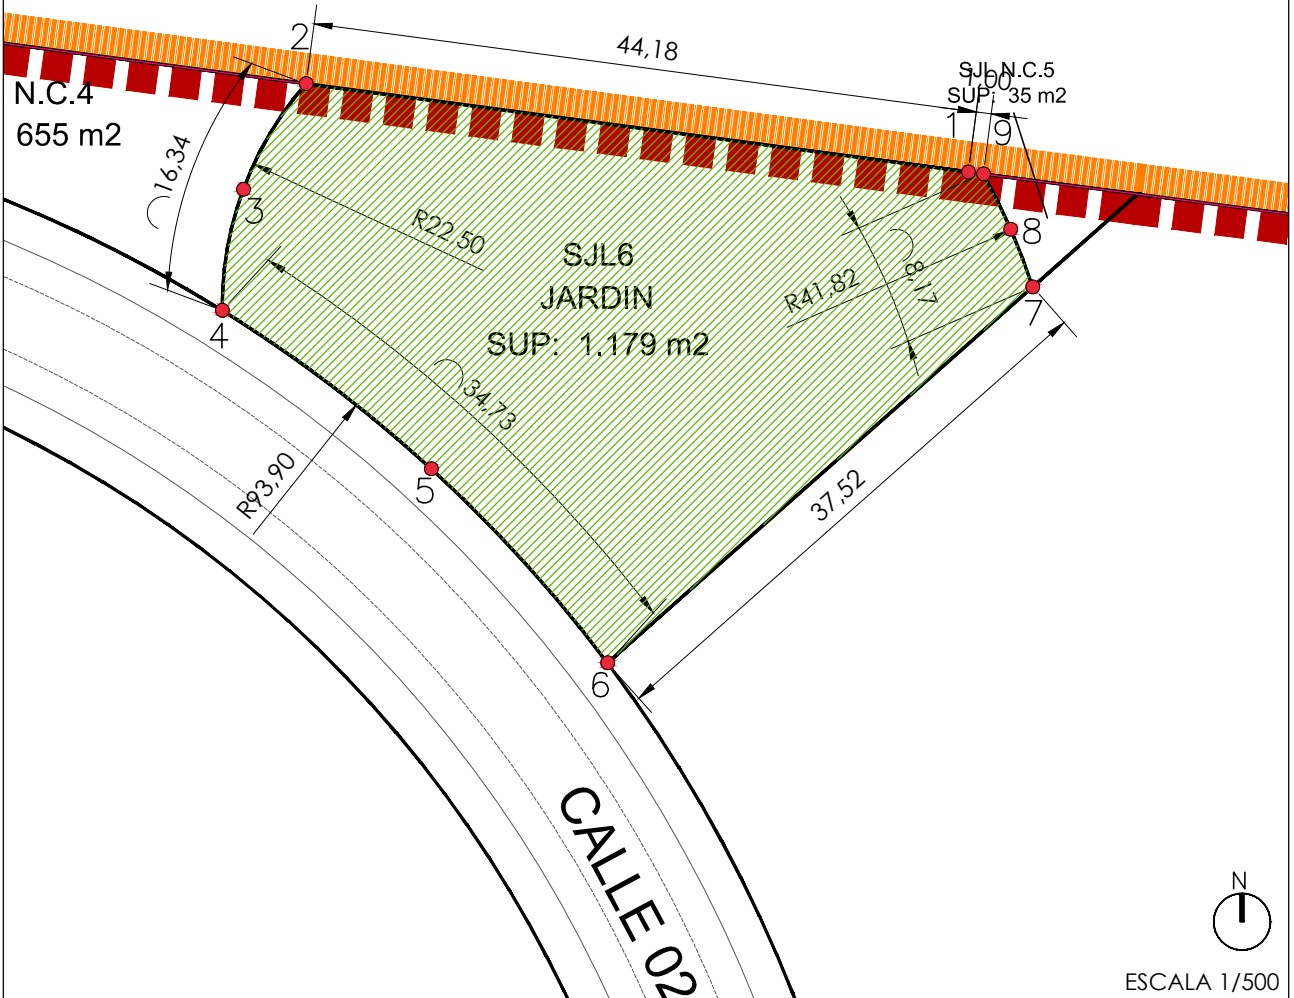 2
44,18
SJL N.C.5
1,00
SUP: 35 m2
N.C.4
655 m2
1
9
16,34
3
R22,50
8
SJL6
JARDIN
SUP: 1.179 m2
R41,82
8,17
7
4
34,73
R93,90
5
37,52
6
CALLE 02
N
ESCALA 1/500